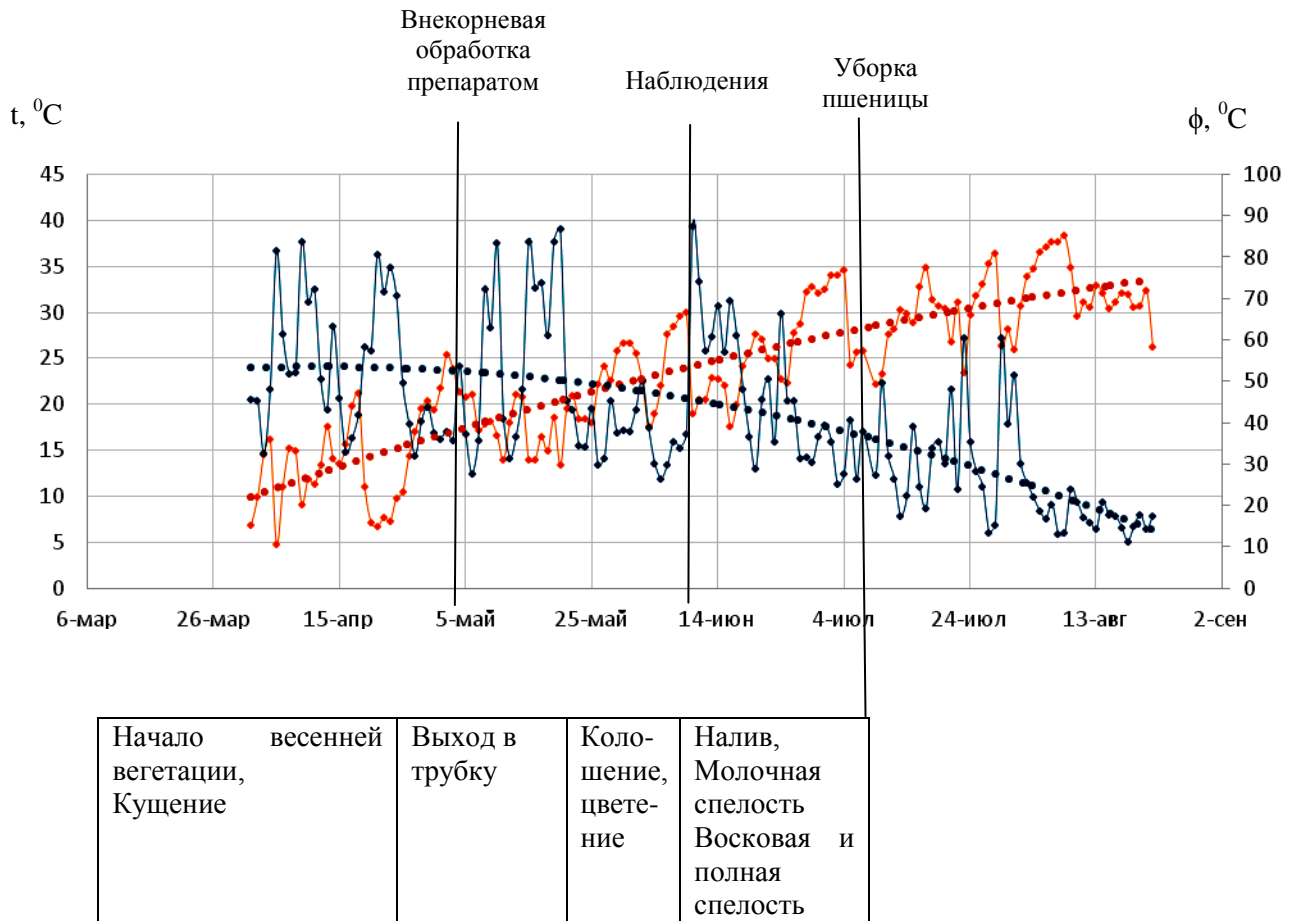 Внекорневая
обработка
препаратом
Наблюдения
Уборка
пшеницы
t, ⁰C
ϕ, ⁰C
45
40
35
30
25
20
15
10
5
0
100
90
80
70
60
50
40
30
20
10
0
6-мар
26-мар
15-апр
5-май
25-май
14-июн
4-июл
24-июл
13-авг
2-сен
Начало весенней
вегетации,
Кущение
Выход в
трубку
Коло-
шение,
цвете-
ние
Налив,
Молочная
спелость
Восковая и
полная
спелость